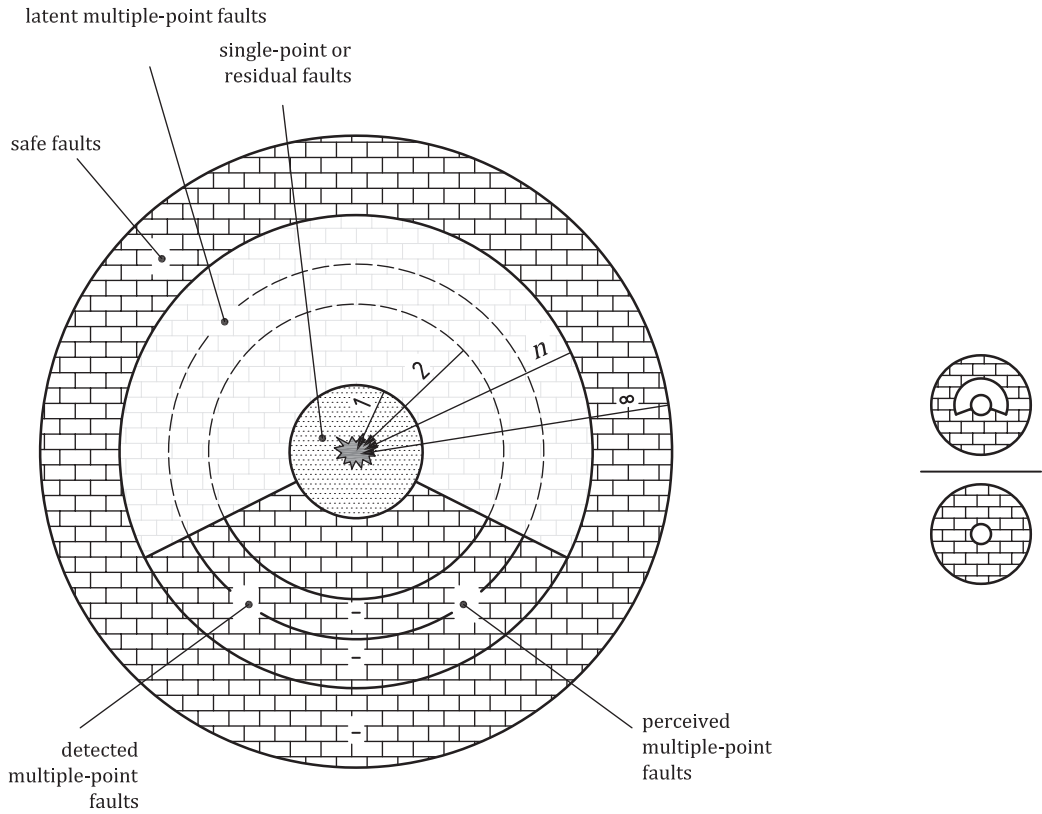 latent multiple-point faults
single-point or
residual faults
safe faults
n
2
1
∞
detected
multiple-point
faults
perceived
multiple-point
faults